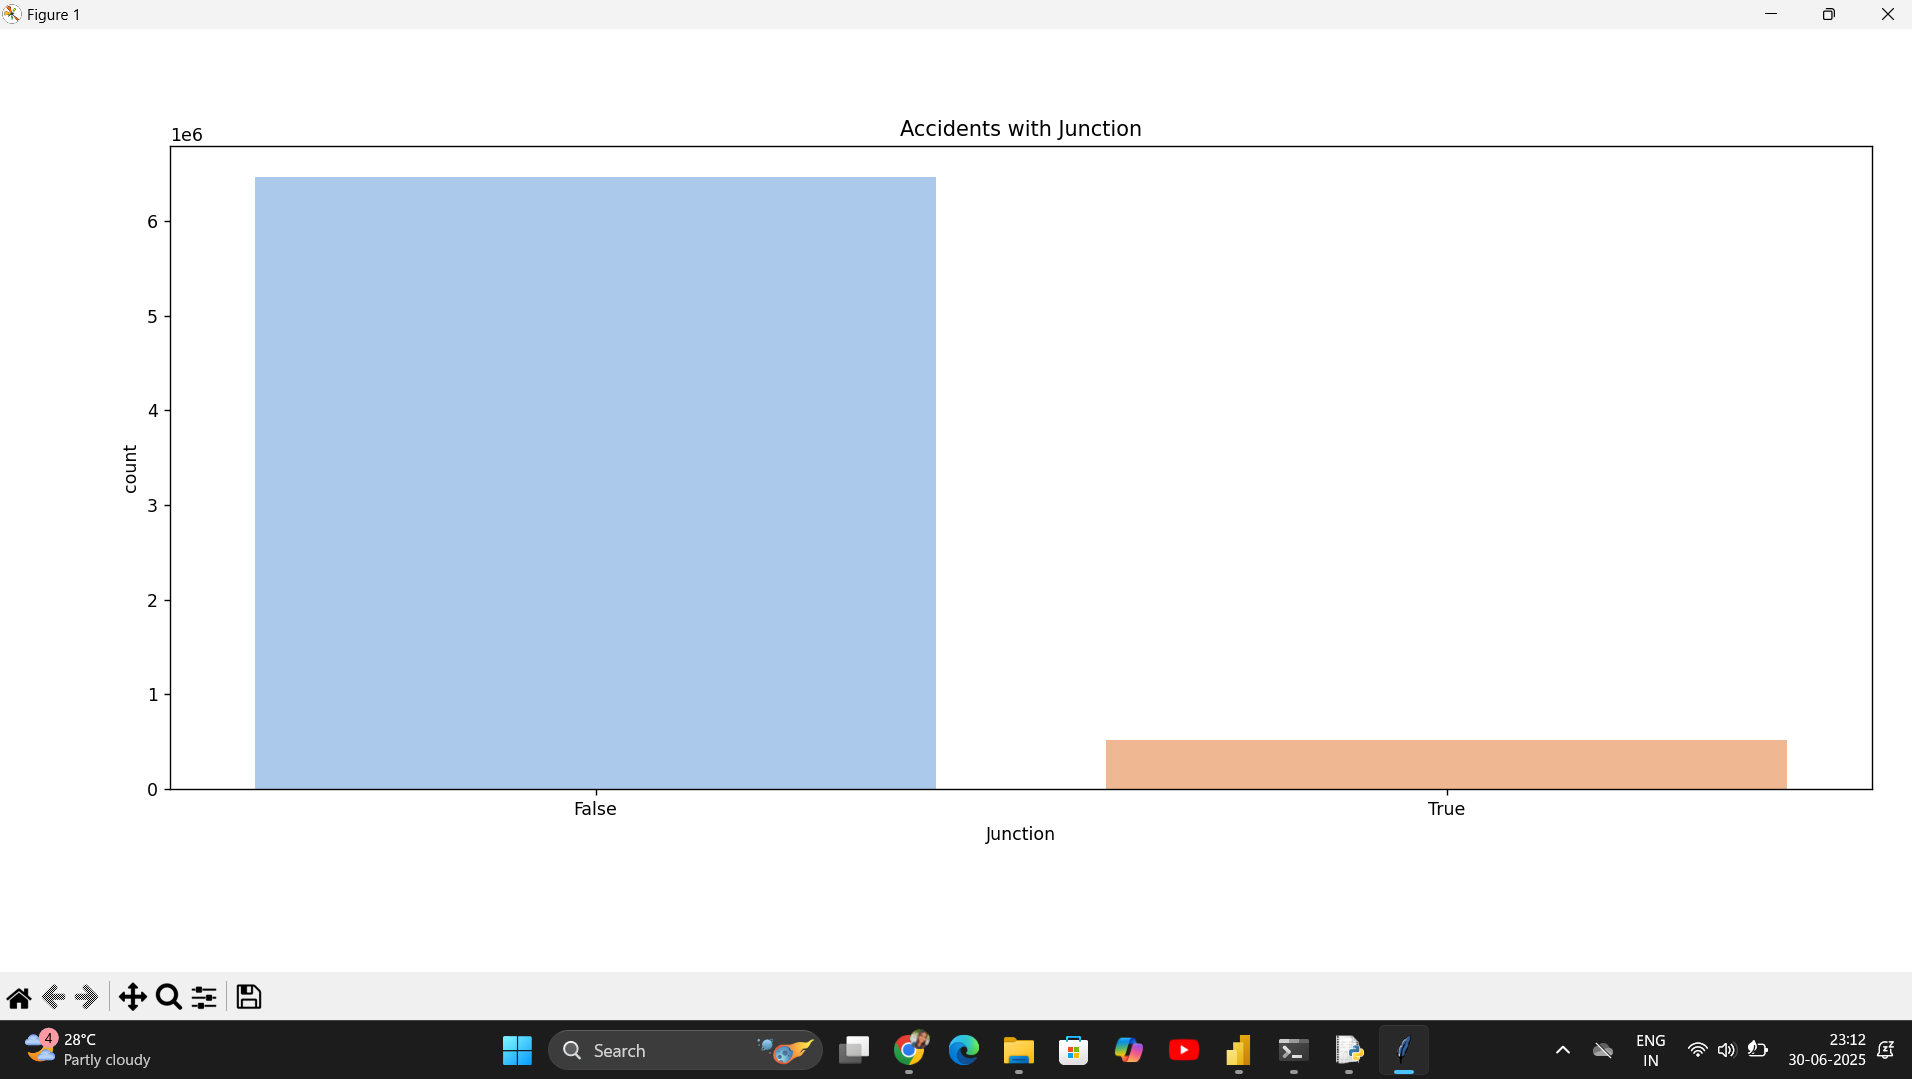 Figure 1
Accidents with Junction
1e6
6
5
4
3
2
1
0
count
False
True
Junction
4
28°C
Partly cloudy
Search
ENG
IN
23:12
30-06-2025